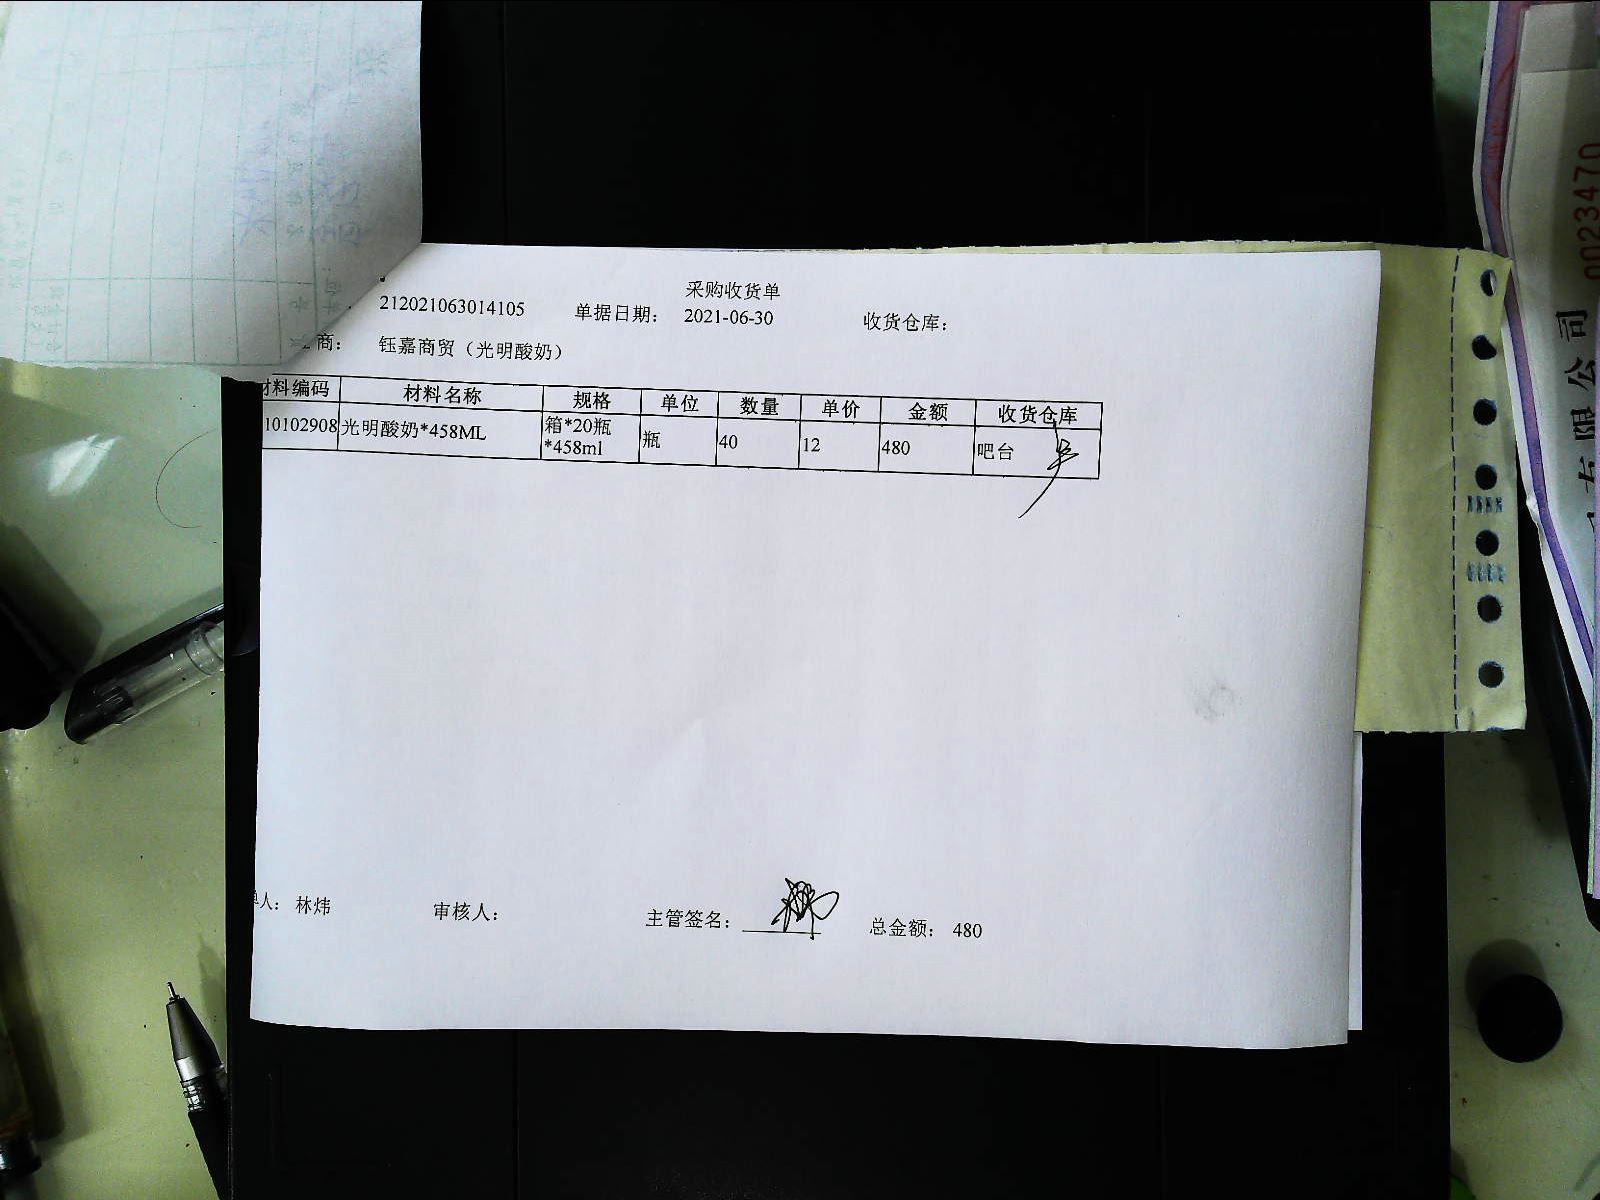 采购收货单
212021063014105 单据日期： 2021-06-30 收货仓库：
商： 钰嘉商贸（光明酸奶）
材料编码 材料名称 规格 单位 数量 单价 金额 收货仓库
10102908 光明酸奶*458ML 箱*20瓶 瓶 40 12 480 吧台
*458ml
单人： 林炜 审核人： 主管签名： 总金额： 480
0023470
有限公司